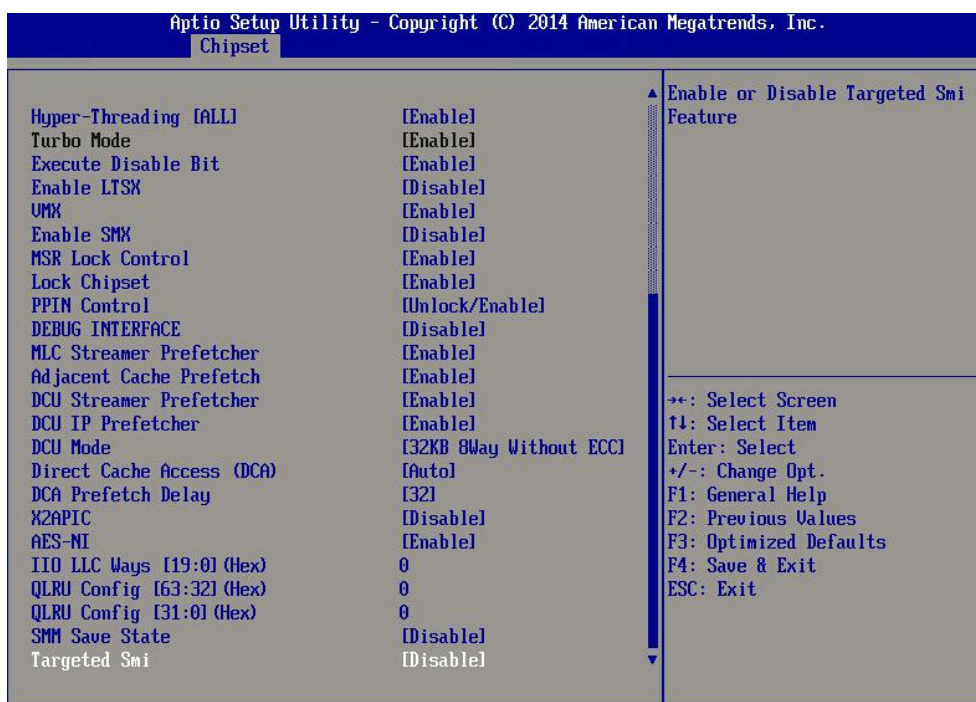 Aptio Setup Utility - Copyright (C) 2014 American Megatrends, Inc.
Chipset
Hyper-Threading [ALL] [Enable]
Turbo Mode [Enable]
Execute Disable Bit [Enable]
Enable LTSX [Disable]
VMX [Enable]
Enable SMX [Disable]
MSR Lock Control [Enable]
Lock Chipset [Enable]
PPIN Control [Unlock/Enable]
DEBUG INTERFACE [Disable]
MLC Streamer Prefetcher [Enable]
Adjacent Cache Prefetch [Enable]
DCU Streamer Prefetcher [Enable]
DCU IP Prefetcher [Enable]
DCU Mode [32KB 8Way Without ECC]
Direct Cache Access (DCA) [Auto]
DCA Prefetch Delay [32]
X2APIC [Disable]
AES-NI [Enable]
IIO LLC Ways [19:0](Hex) 0
QLRU Config [63:32](Hex) 0
QLRU Config [31:0](Hex) 0
SMM Save State [Disable]
Targeted Smi [Disable]
Enable or Disable Targeted Smi
Feature
→←: Select Screen
↑↓: Select Item
Enter: Select
+/-: Change Opt.
F1: General Help
F2: Previous Values
F3: Optimized Defaults
F4: Save & Exit
ESC: Exit